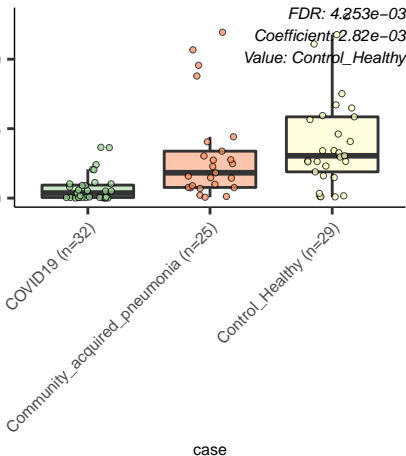 FDR: 4.253e−03
Coefficient: 2.82e−03
Value: Control_Healthy
COVID19 (n=32)
Community_acquired_pneumonia (n=25)
Control_Healthy (n=29)
case